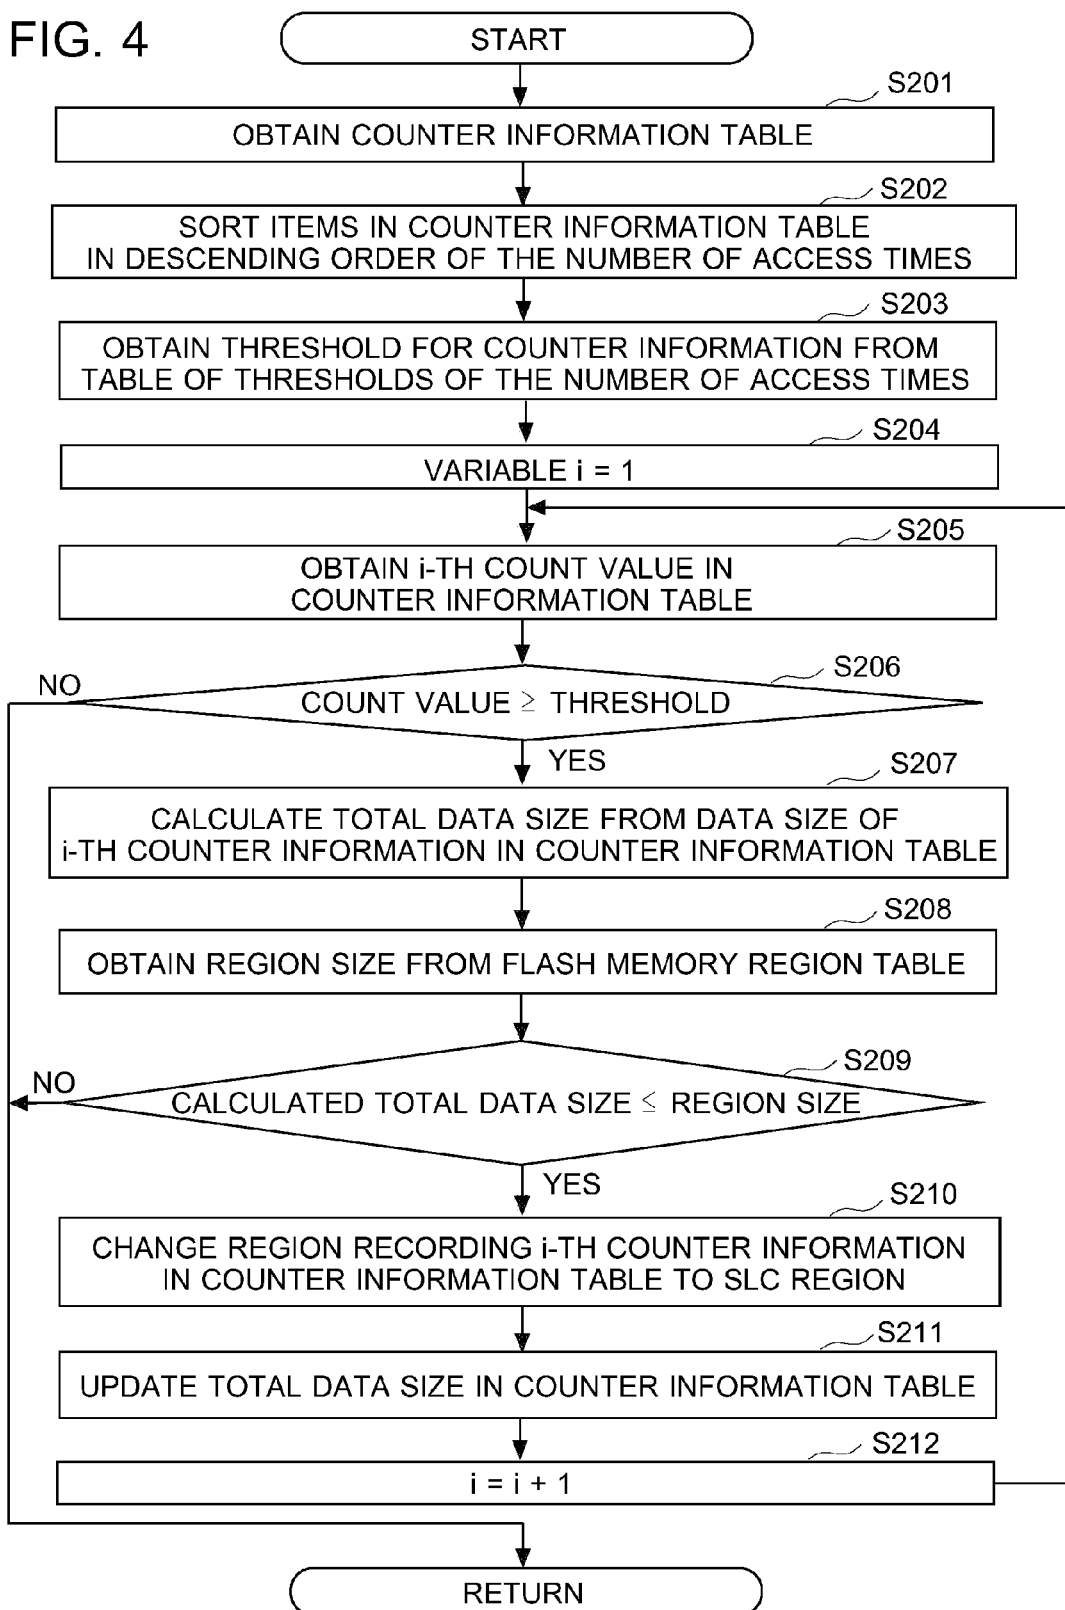 FIG. 4
START
S201
OBTAIN COUNTER INFORMATION TABLE
S202
SORT ITEMS IN COUNTER INFORMATION TABLE
IN DESCENDING ORDER OF THE NUMBER OF ACCESS TIMES
S203
OBTAIN THRESHOLD FOR COUNTER INFORMATION FROM
TABLE OF THRESHOLDS OF THE NUMBER OF ACCESS TIMES
S204
VARIABLE i = 1
S205
OBTAIN i-TH COUNT VALUE IN
COUNTER INFORMATION TABLE
S206
NO
COUNT VALUE ≥ THRESHOLD
YES
S207
CALCULATE TOTAL DATA SIZE FROM DATA SIZE OF
i-TH COUNTER INFORMATION IN COUNTER INFORMATION TABLE
S208
OBTAIN REGION SIZE FROM FLASH MEMORY REGION TABLE
S209
NO
CALCULATED TOTAL DATA SIZE ≤ REGION SIZE
YES
S210
CHANGE REGION RECORDING i-TH COUNTER INFORMATION
IN COUNTER INFORMATION TABLE TO SLC REGION
S211
UPDATE TOTAL DATA SIZE IN COUNTER INFORMATION TABLE
S212
i = i + 1
RETURN